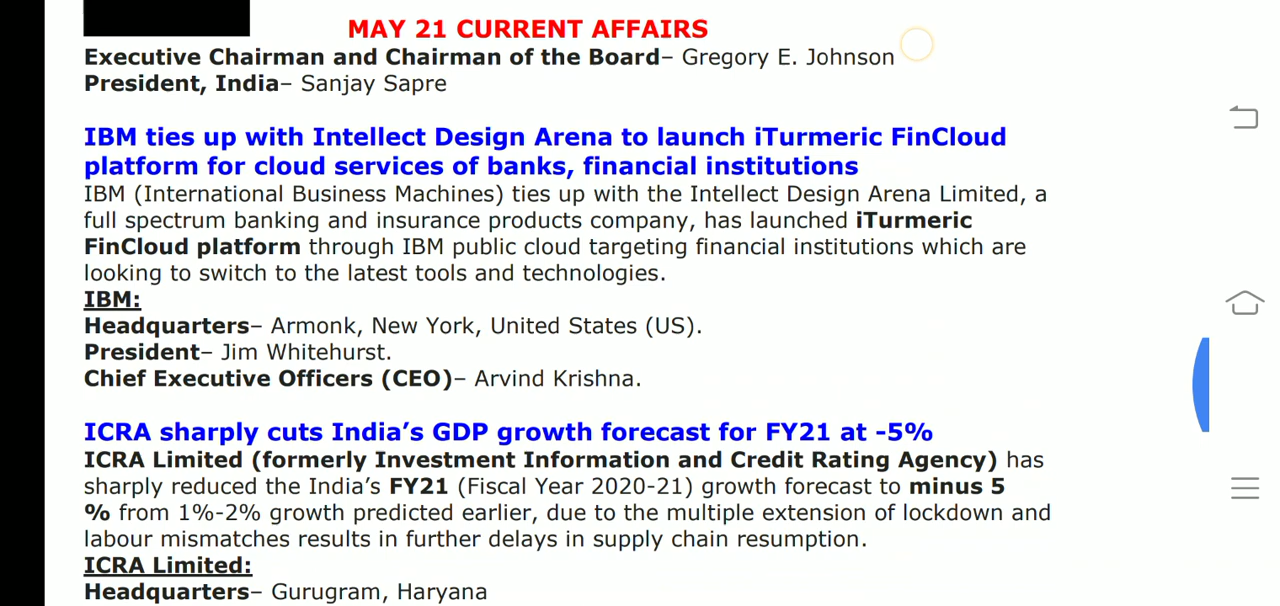 MAY 21 CURRENT AFFAIRS
Executive Chairman and Chairman of the Board– Gregory E. Johnson
President, India– Sanjay Sapre
IBM ties up with Intellect Design Arena to launch iTurmeric FinCloud
platform for cloud services of banks, financial institutions
IBM (International Business Machines) ties up with the Intellect Design Arena Limited, a
full spectrum banking and insurance products company, has launched iTurmeric
FinCloud platform through IBM public cloud targeting financial institutions which are
looking to switch to the latest tools and technologies.
IBM:
Headquarters– Armonk, New York, United States (US).
President– Jim Whitehurst.
Chief Executive Officers (CEO)– Arvind Krishna.
ICRA sharply cuts India’s GDP growth forecast for FY21 at -5%
ICRA Limited (formerly Investment Information and Credit Rating Agency) has
sharply reduced the India’s FY21 (Fiscal Year 2020-21) growth forecast to minus 5
% from 1%-2% growth predicted earlier, due to the multiple extension of lockdown and
labour mismatches results in further delays in supply chain resumption.
ICRA Limited:
Headquarters– Gurugram, Haryana